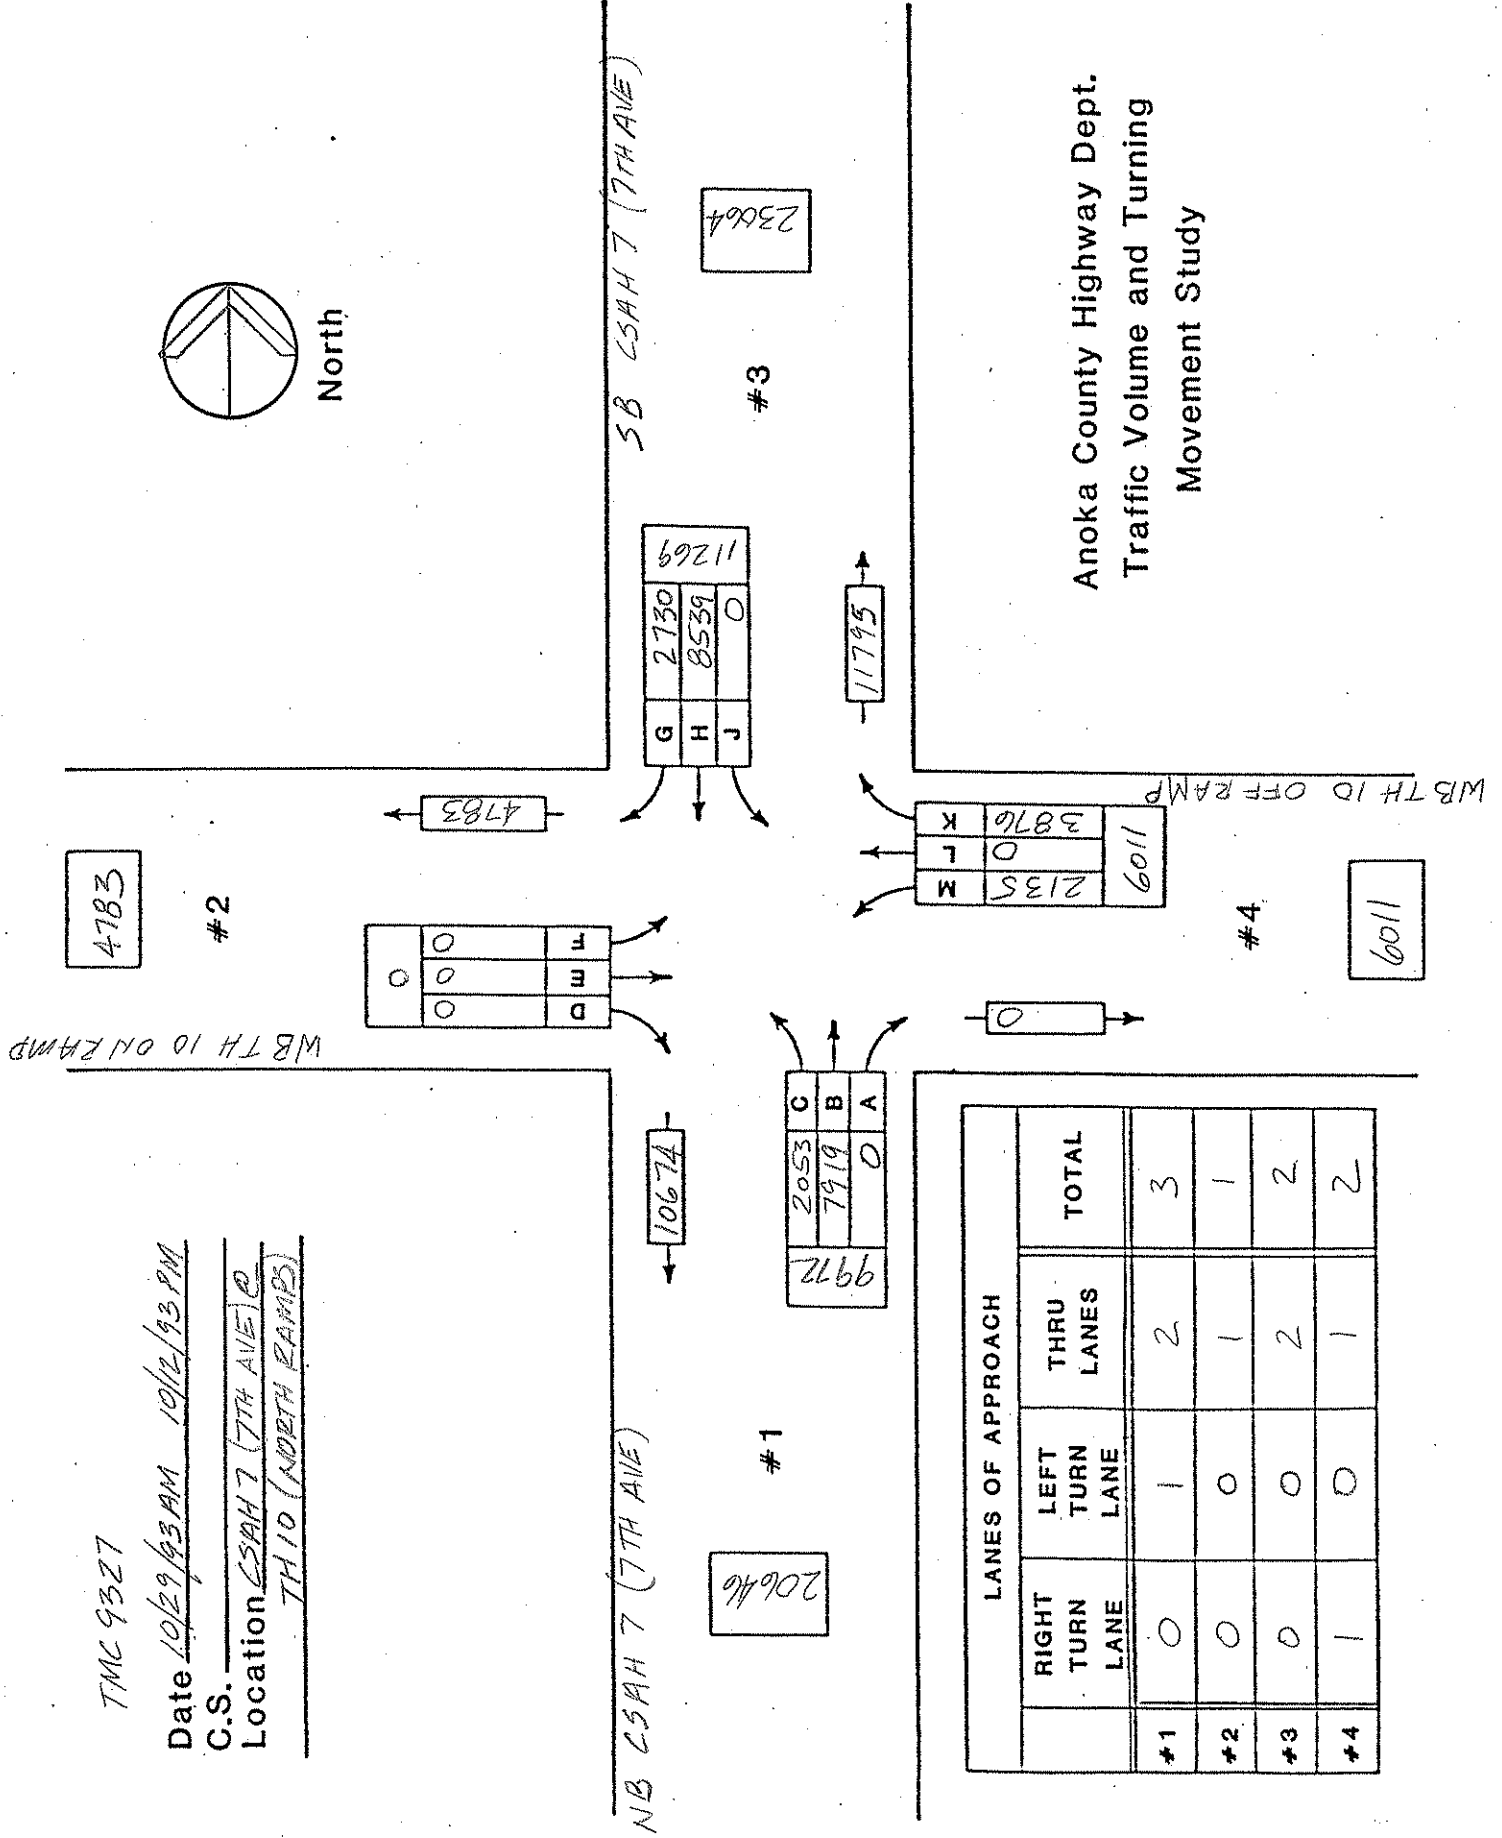 TMC 9327
Date 10/29/93 AM 10/12/93 PM
C.S.
Location CSAH 7 (7TH AVE) @
TH 10 (NORTH RAMPS)
North
WB TH 10 ON RAMP
4783
#2
4783
0
0 0 0
D E F
SB CSAH 7 (7TH AVE)
23064
#3
G 2730
H 8539
J 0
11269
11795
10674
NB CSAH 7 (7TH AVE)
#1
20646
2053 C
7919 B
0 A
9972
WB TH 10 OFF RAMP
M L K
2135 0 3876
6011
0
#4
6011
LANES OF APPROACH
RIGHT TURN LANE LEFT TURN LANE THRU LANES TOTAL
#1 0 1 2 3
#2 0 0 1 1
#3 0 0 2 2
#4 1 0 1 2
Anoka County Highway Dept.
Traffic Volume and Turning
Movement Study